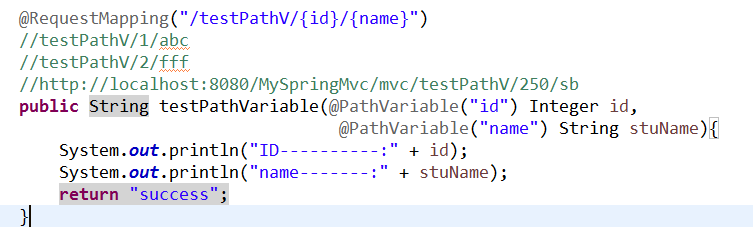 @RequestMapping("/testPathV/{id}/{name}")
//testPathV/1/abc
//testPathV/2/fff
//http://localhost:8080/MySpringMvc/mvc/testPathV/250/sb
public String testPathVariable(@PathVariable("id") Integer id,
@PathVariable("name") String stuName){
System.out.println("ID----------:" + id);
System.out.println("name-------:" + stuName);
return "success";
}